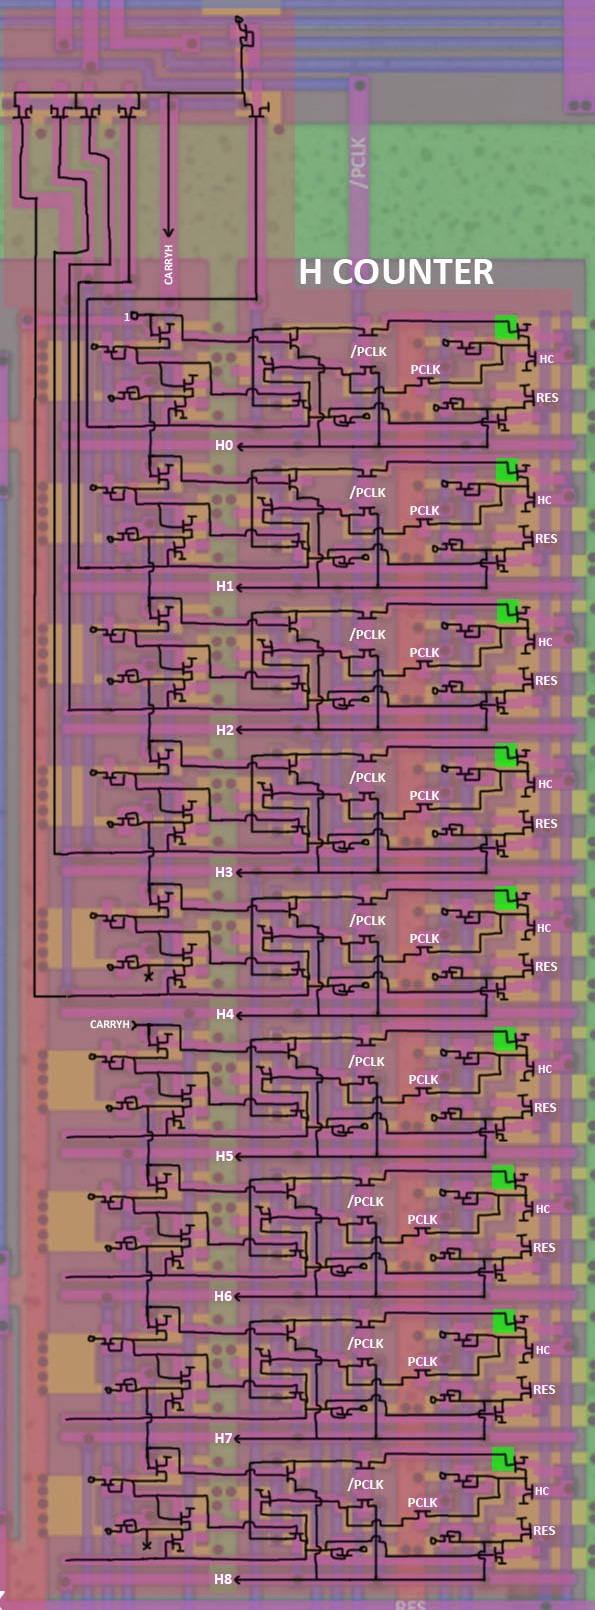 /PCLK
CARRYH
H COUNTER
1
/PCLK
PCLK
HC
RES
H0
/PCLK
PCLK
HC
RES
H1
/PCLK
PCLK
HC
RES
H2
/PCLK
PCLK
HC
RES
H3
/PCLK
PCLK
HC
RES
H4
CARRYH
/PCLK
PCLK
HC
RES
H5
/PCLK
PCLK
HC
RES
H6
/PCLK
PCLK
HC
RES
H7
/PCLK
PCLK
HC
RES
H8
RES